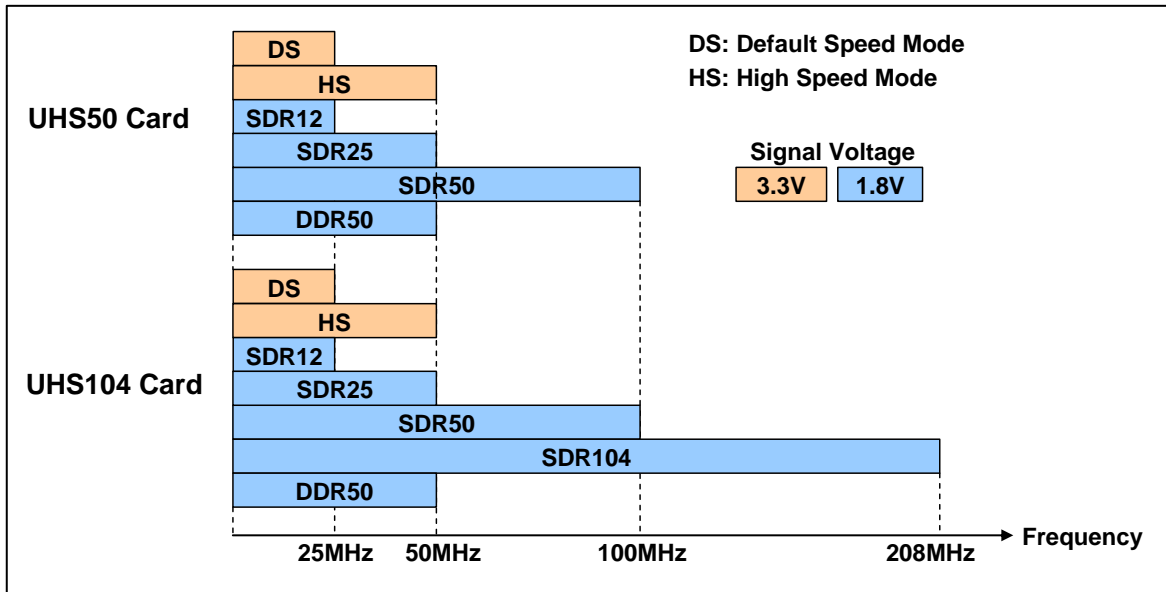 DS
DS: Default Speed Mode
HS
HS: High Speed Mode
UHS50 Card
SDR12
SDR25
Signal Voltage
SDR50
3.3V 1.8V
DDR50
DS
HS
UHS104 Card
SDR12
SDR25
SDR50
SDR104
DDR50
25MHz 50MHz 100MHz 208MHz
Frequency